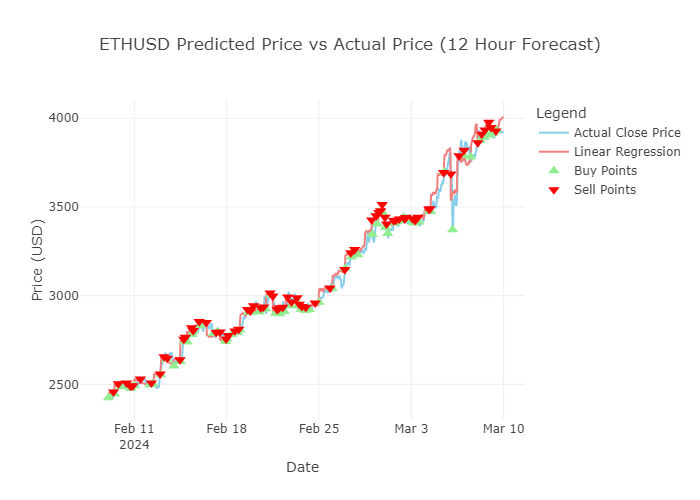 ETHUSD Predicted Price vs Actual Price (12 Hour Forecast)
Legend
Actual Close Price
Linear Regression
Buy Points
Sell Points
Price (USD)
4000
3500
3000
2500
Feb 11
2024
Feb 18
Feb 25
Mar 3
Mar 10
Date